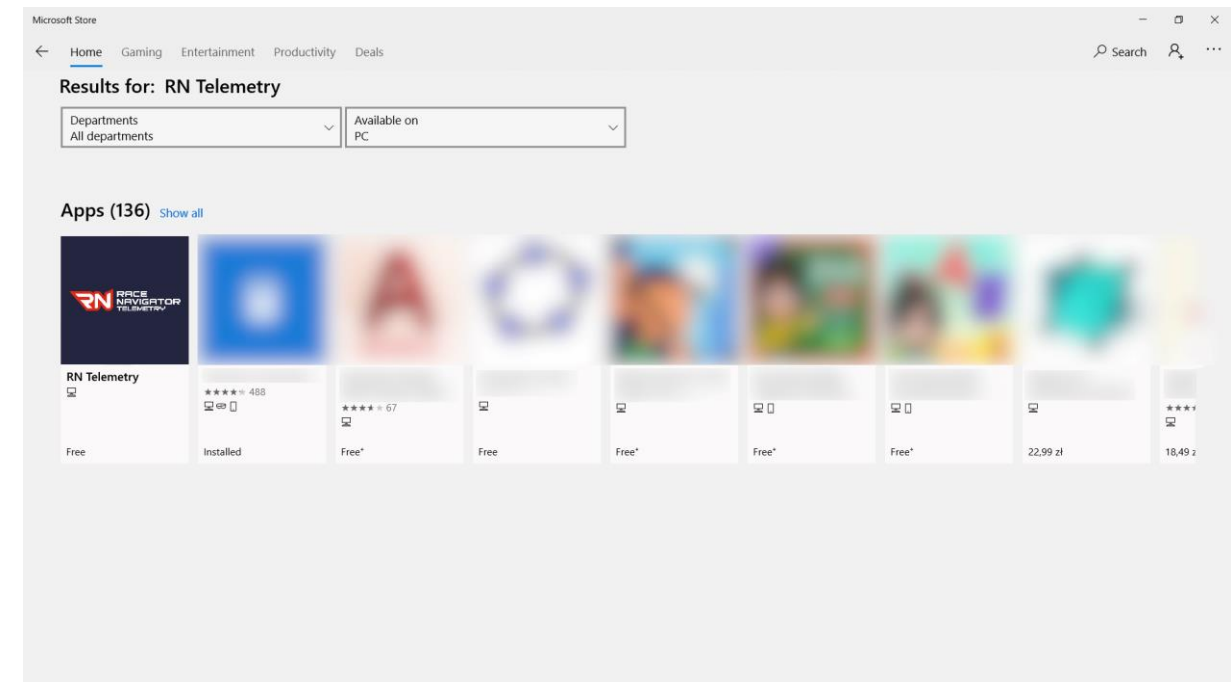 Microsoft Store
Home Gaming Entertainment Productivity Deals
Search
Results for: RN Telemetry
Departments
All departments
Available on
PC
Apps (136) Show all
RN RACE NAVIGATOR TELEMETRY
RN Telemetry
Free
488
Installed
67
Free*
Free
Free*
Free*
Free*
22,99 zł
18,49